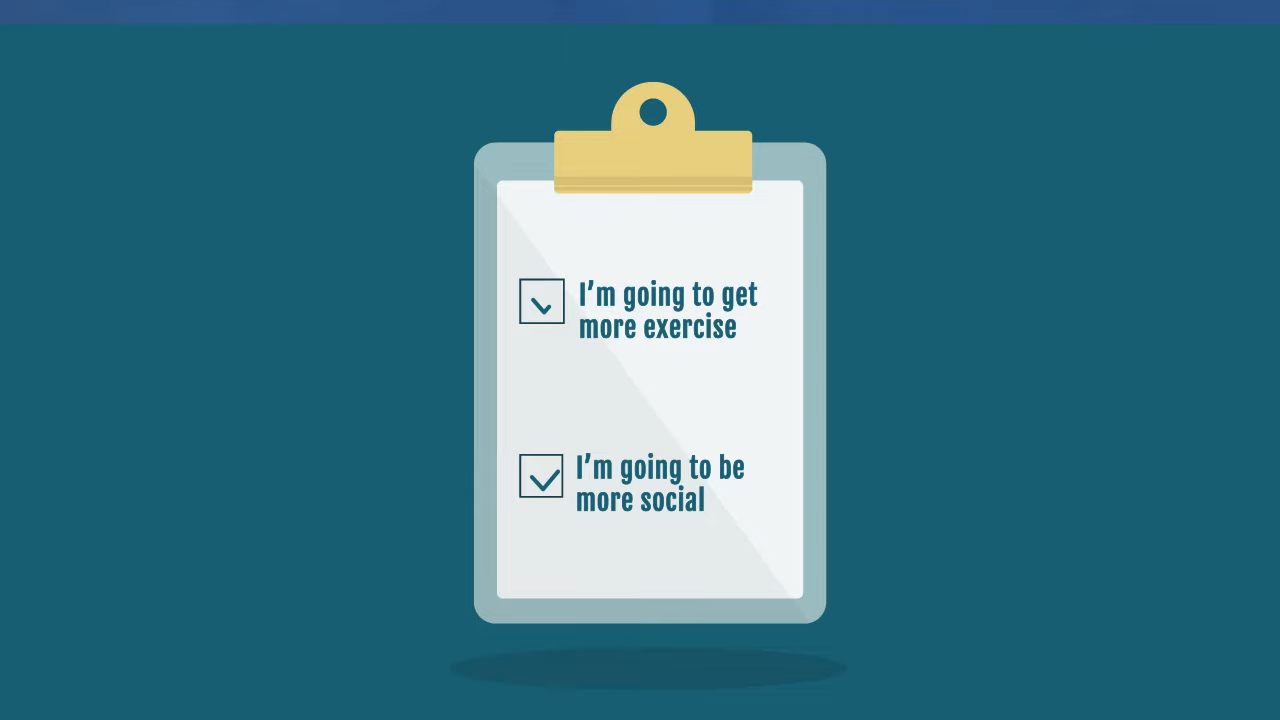 I’m going to get
more exercise
I’m going to be
more social